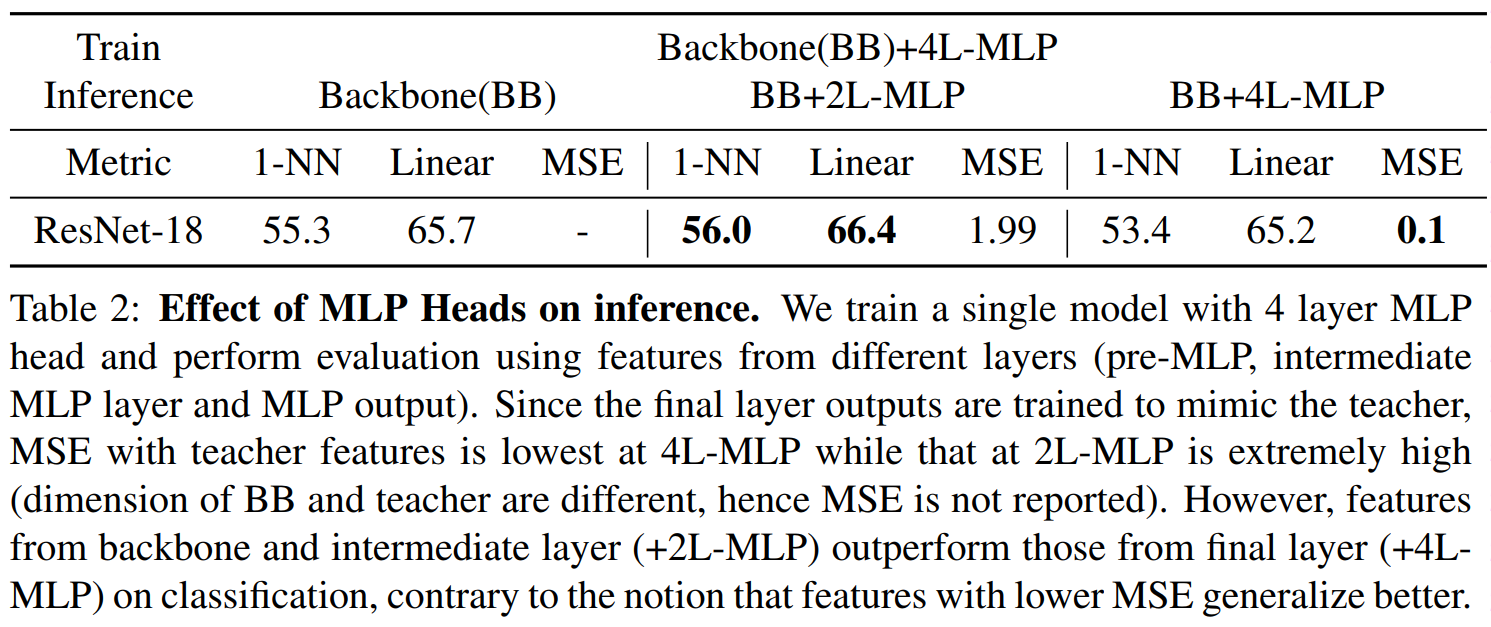 Train Backbone(BB)+4L-MLP
Inference Backbone(BB) BB+2L-MLP BB+4L-MLP
Metric 1-NN Linear MSE 1-NN Linear MSE 1-NN Linear MSE
ResNet-18 55.3 65.7 - 56.0 66.4 1.99 53.4 65.2 0.1
Table 2: Effect of MLP Heads on inference. We train a single model with 4 layer MLP
head and perform evaluation using features from different layers (pre-MLP, intermediate
MLP layer and MLP output). Since the final layer outputs are trained to mimic the teacher,
MSE with teacher features is lowest at 4L-MLP while that at 2L-MLP is extremely high
(dimension of BB and teacher are different, hence MSE is not reported). However, features
from backbone and intermediate layer (+2L-MLP) outperform those from final layer (+4L-
MLP) on classification, contrary to the notion that features with lower MSE generalize better.